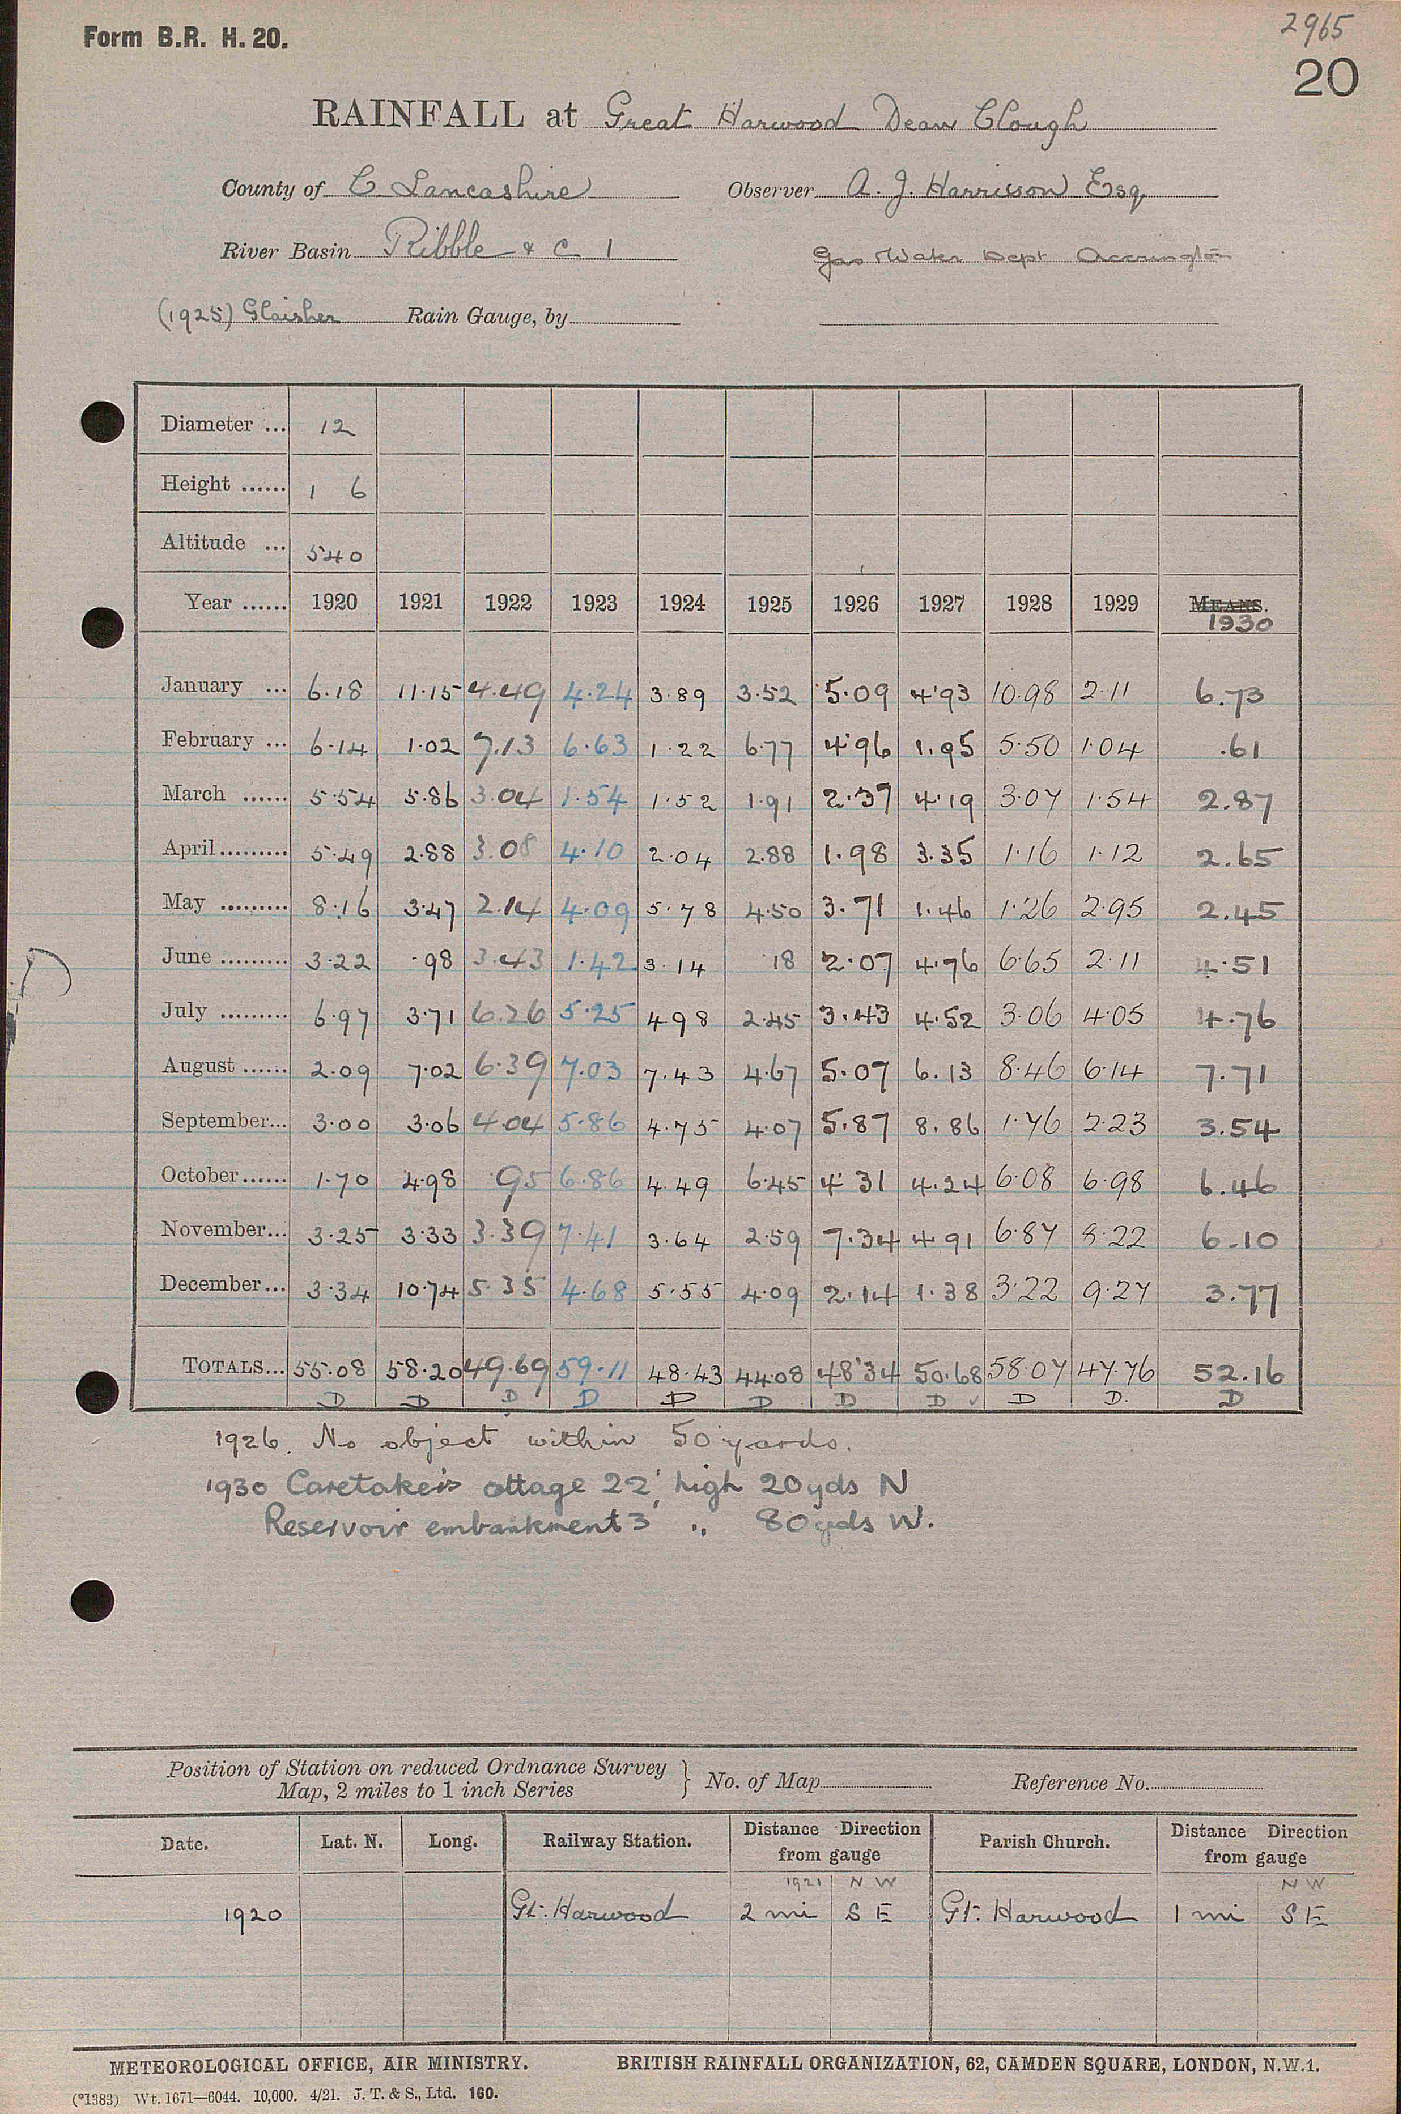 2965
Form B.R. H. 20.
20
RAINFALL at Great Harwood Dean Clough
County of C Lancashire Observer A. J. Harrisson Esq
River Basin Ribble & C 1 Gas Water Dept Accrington
(1925) Glaisher Rain Gauge, by
Diameter ... 12
Height ...... 1 6
Altitude ... 540
Year ...... 1920 1921 1922 1923 1924 1925 1926 1927 1928 1929 MEANS.
1930
January ... 6.18 11.15 4.49 4.24 3.89 3.52 5.09 4.93 10.98 2.11 6.73
February ... 6.14 1.02 7.13 6.63 1.22 6.77 4.96 1.95 5.50 1.04 .61
March ...... 5.54 5.86 3.04 1.54 1.52 1.91 2.37 4.19 3.07 1.54 2.87
April ......... 5.49 2.88 3.08 4.10 2.04 2.88 1.98 3.35 1.16 1.12 2.65
May ......... 8.16 3.47 2.14 4.09 5.78 4.50 3.71 1.46 1.26 2.95 2.45
June ......... 3.22 .98 3.43 1.42 3.14 .18 2.07 4.76 6.65 2.11 4.51
July ......... 6.97 3.71 6.26 5.25 4.98 2.45 3.43 4.52 3.06 4.05 4.76
August ...... 2.09 7.02 6.39 7.03 7.43 4.67 5.07 6.13 8.46 6.14 7.71
September... 3.00 3.06 4.04 5.86 4.75 4.07 5.87 8.86 1.76 2.23 3.54
October...... 1.70 4.98 .95 6.86 4.49 6.45 4.31 4.24 6.08 6.98 6.46
November... 3.25 3.33 3.39 7.41 3.64 2.59 7.34 4.91 6.87 8.22 6.10
December... 3.34 10.74 5.35 4.68 5.55 4.09 2.14 1.38 3.22 9.27 3.77
TOTALS... 55.08 58.20 49.69 59.11 48.43 44.08 48.34 50.68 58.07 47.76 52.16
D D D D D D D D ✓ D D. D
1926. No object within 50 yards.
1930 Caretaker's ottage 22' high 20yds N
Reservoir embankment 3' ,, 80yds W.
Position of Station on reduced Ordnance Survey
Map, 2 miles to 1 inch Series } No. of Map Reference No.
Date. Lat. N. Long. Railway Station. Distance Direction from gauge Parish Church. Distance Direction from gauge
1921 N W N W
1920 Gt. Harwood 2 mi S E Gt. Harwood 1 mi S E
METEOROLOGICAL OFFICE, AIR MINISTRY. BRITISH RAINFALL ORGANIZATION, 62, CAMDEN SQUARE, LONDON, N.W.1.
(*1383) Wt. 1671—6044. 10,000. 4/21. J. T. & S., Ltd. 160.